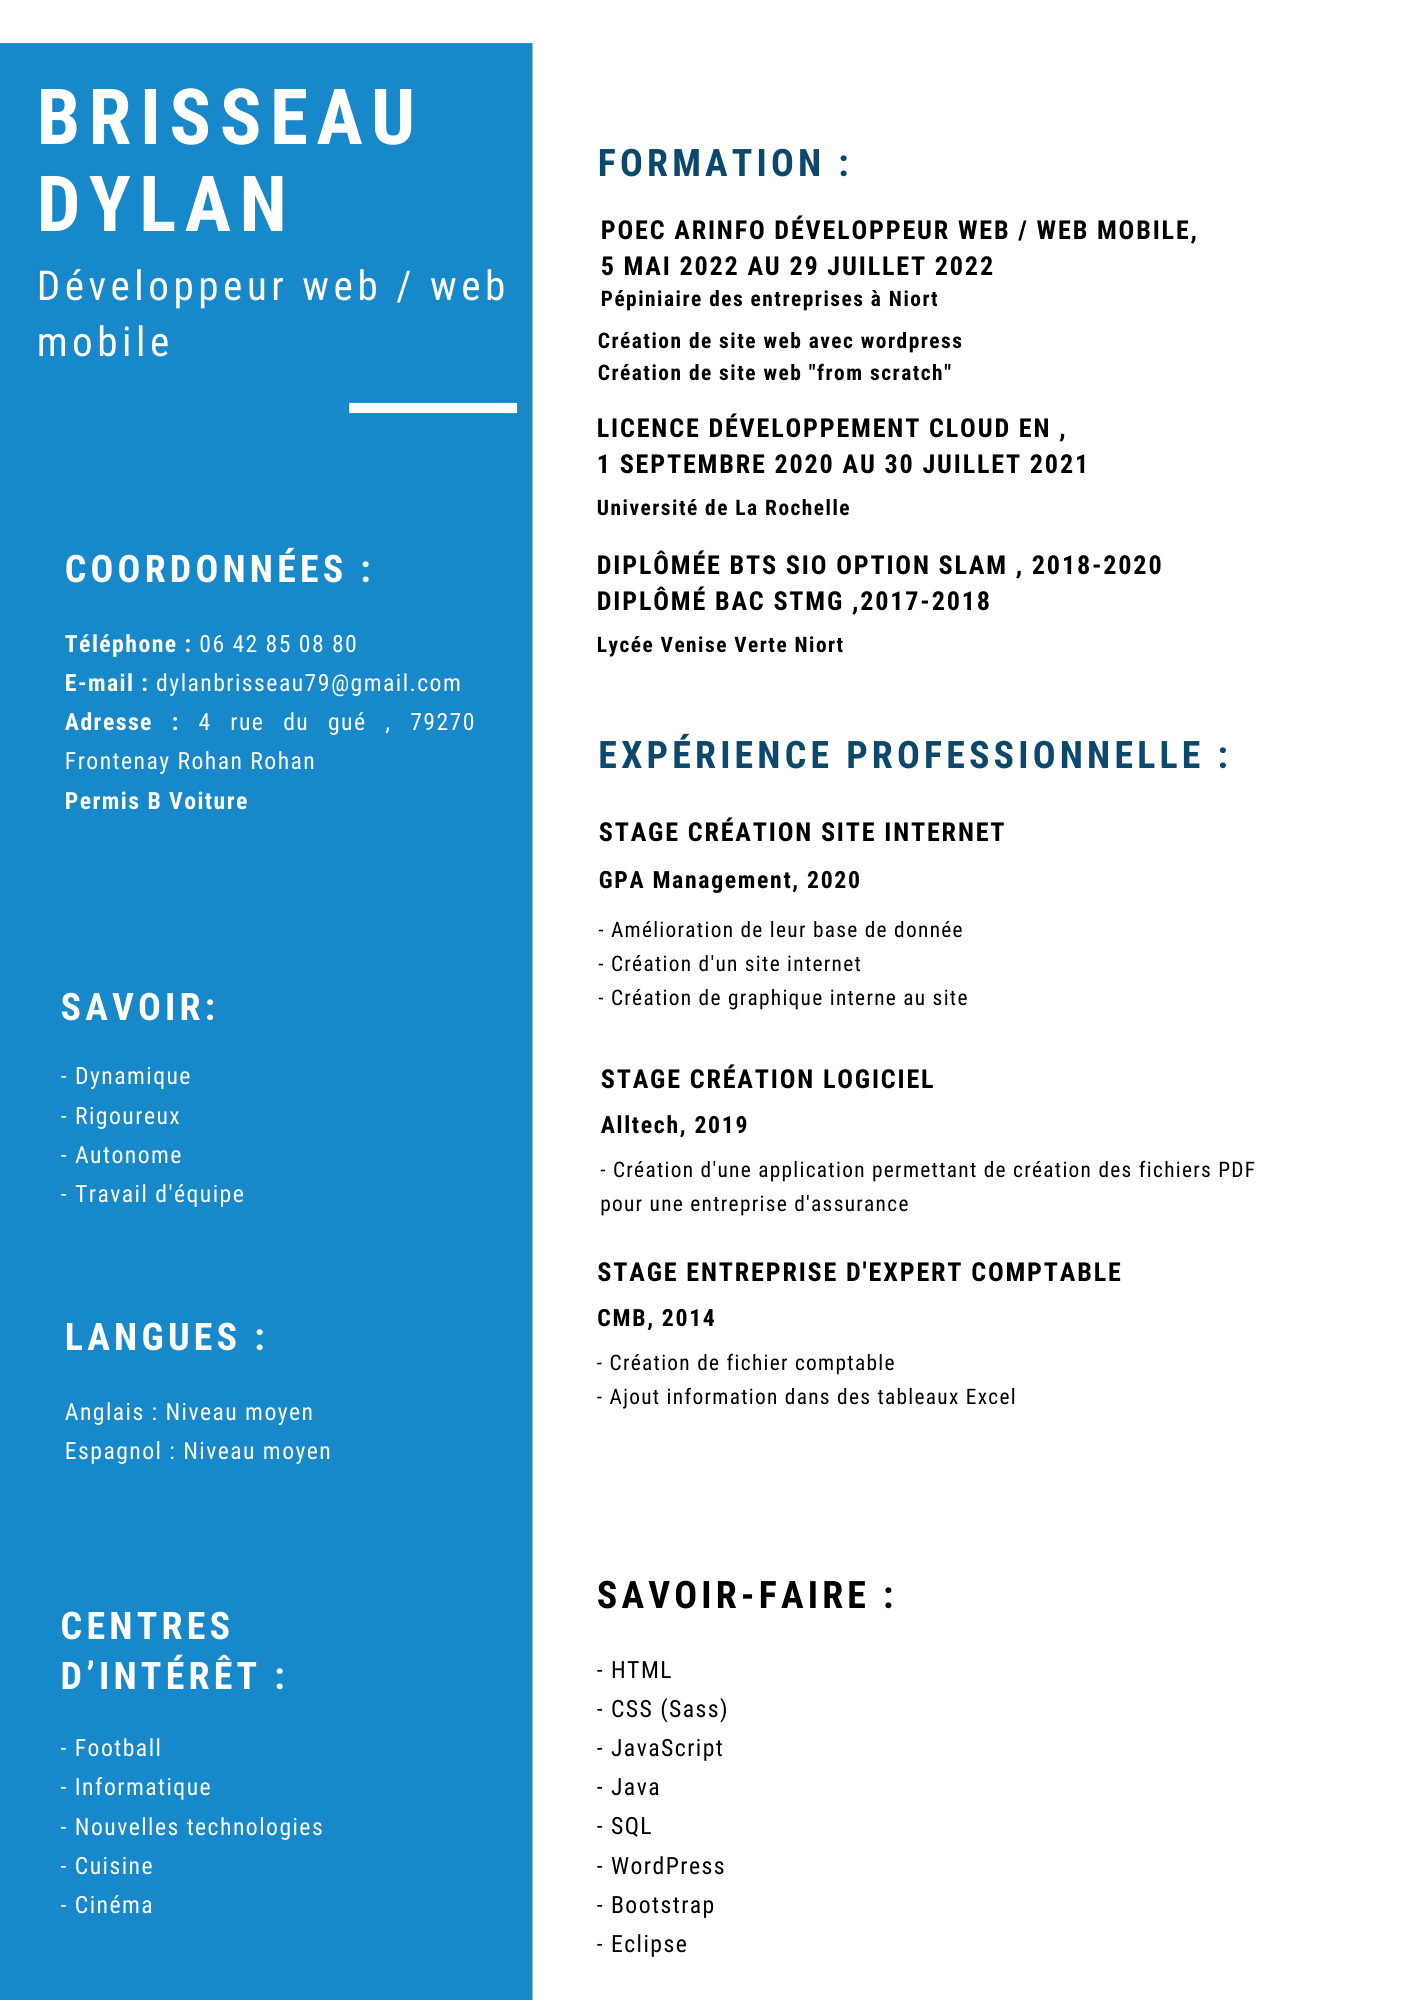 BRISSEAU
DYLAN
Développeur web / web
mobile
COORDONNÉES :
Téléphone : 06 42 85 08 80
E-mail : dylanbrisseau79@gmail.com
Adresse : 4 rue du gué , 79270
Frontenay Rohan Rohan
Permis B Voiture
SAVOIR:
- Dynamique
- Rigoureux
- Autonome
- Travail d'équipe
LANGUES :
Anglais : Niveau moyen
Espagnol : Niveau moyen
CENTRES
D’INTÉRÊT :
- Football
- Informatique
- Nouvelles technologies
- Cuisine
- Cinéma
FORMATION :
POEC ARINFO DÉVELOPPEUR WEB / WEB MOBILE,
5 MAI 2022 AU 29 JUILLET 2022
Pépiniaire des entreprises à Niort
Création de site web avec wordpress
Création de site web "from scratch"
LICENCE DÉVELOPPEMENT CLOUD EN ,
1 SEPTEMBRE 2020 AU 30 JUILLET 2021
Université de La Rochelle
DIPLÔMÉE BTS SIO OPTION SLAM , 2018-2020
DIPLÔMÉ BAC STMG ,2017-2018
Lycée Venise Verte Niort
EXPÉRIENCE PROFESSIONNELLE :
STAGE CRÉATION SITE INTERNET
GPA Management, 2020
- Amélioration de leur base de donnée
- Création d'un site internet
- Création de graphique interne au site
STAGE CRÉATION LOGICIEL
Alltech, 2019
- Création d'une application permettant de création des fichiers PDF
pour une entreprise d'assurance
STAGE ENTREPRISE D'EXPERT COMPTABLE
CMB, 2014
- Création de fichier comptable
- Ajout information dans des tableaux Excel
SAVOIR-FAIRE :
- HTML
- CSS (Sass)
- JavaScript
- Java
- SQL
- WordPress
- Bootstrap
- Eclipse